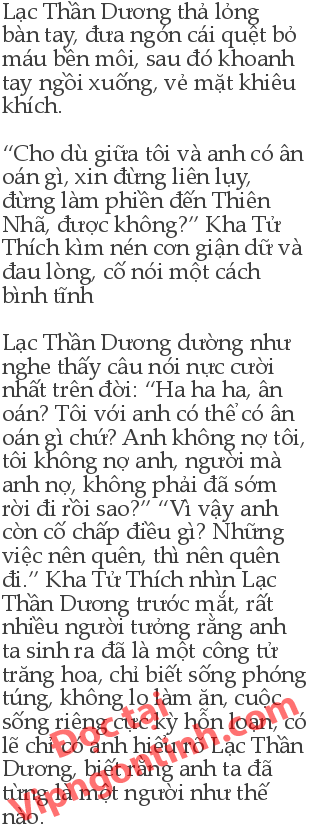 Lạc Thần Dương thả lỏng
bàn tay, đưa ngón cái quệt bỏ
máu bên môi, sau đó khoanh
tay ngồi xuống, vẻ mặt khiêu
khích.
“Cho dù giữa tôi và anh có ân
oán gì, xin đừng liên lụy,
đừng làm phiền đến Thiên
Nhã, được không?” Kha Tử
Thích kìm nén cơn giận dữ và
đau lòng, cố nói một cách
bình tĩnh
Lạc Thần Dương dường như
nghe thấy câu nói nực cười
nhất trên đời: “Ha ha ha, ân
oán? Tôi với anh có thể có ân
oán gì chứ? Anh không nợ tôi,
tôi không nợ anh, người mà
anh nợ, không phải đã sớm
rời đi rồi sao?” “Vì vậy anh
còn cố chấp điều gì? Những
việc nên quên, thì nên quên
đi.” Kha Tử Thích nhìn Lạc
Thần Dương trước mắt, rất
nhiều người tưởng rằng anh
ta sinh ra đã là một công tử
trăng hoa, chỉ biết sống phóng
túng, không lo làm ăn, cuộc
sống riêng cực kỳ hỗn loạn, có
lẽ chỉ có anh hiểu rõ Lạc Thần
Dương, biết rằng anh ta đã
từng là một người như thế
nào.
Đọc tại
Vipngontinh.com